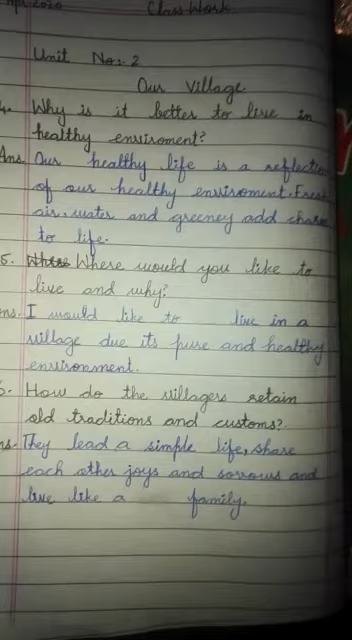 2020 Class Work
Unit No:- 2
Our Village.
4. Why is it better to live in
healthy enviroment?
Ans. Our healthy life is a reflection
of our healthy enviroment. Fresh
air, water and greeney add charm
to life.
5. Where would you like to
live and why?
Ans. I would like to live in a
village due its pure and healthy
environment.
6. How do the villagers retain
old traditions and customs?
Ans. They lead a simple life, share
each other joys and sorrows and
live like a family.